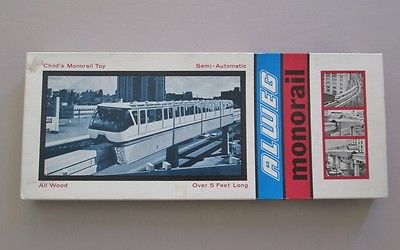 Child's Monorail Toy
Semi-Automatic
All Wood
Over 5 Feet Long
ALWEG
monorail